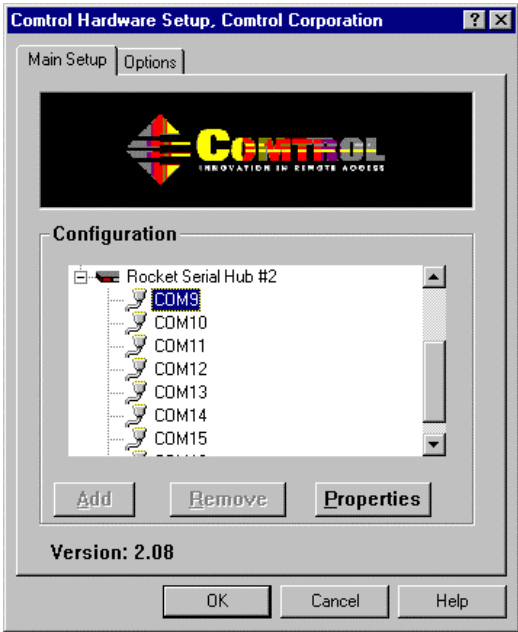 Comtrol Hardware Setup, Comtrol Corporation
Main Setup Options
COMTROL
INNOVATION IN REMOTE ACCESS
Configuration
Rocket Serial Hub #2
COM9
COM10
COM11
COM12
COM13
COM14
COM15
Add Remove Properties
Version: 2.08
OK Cancel Help